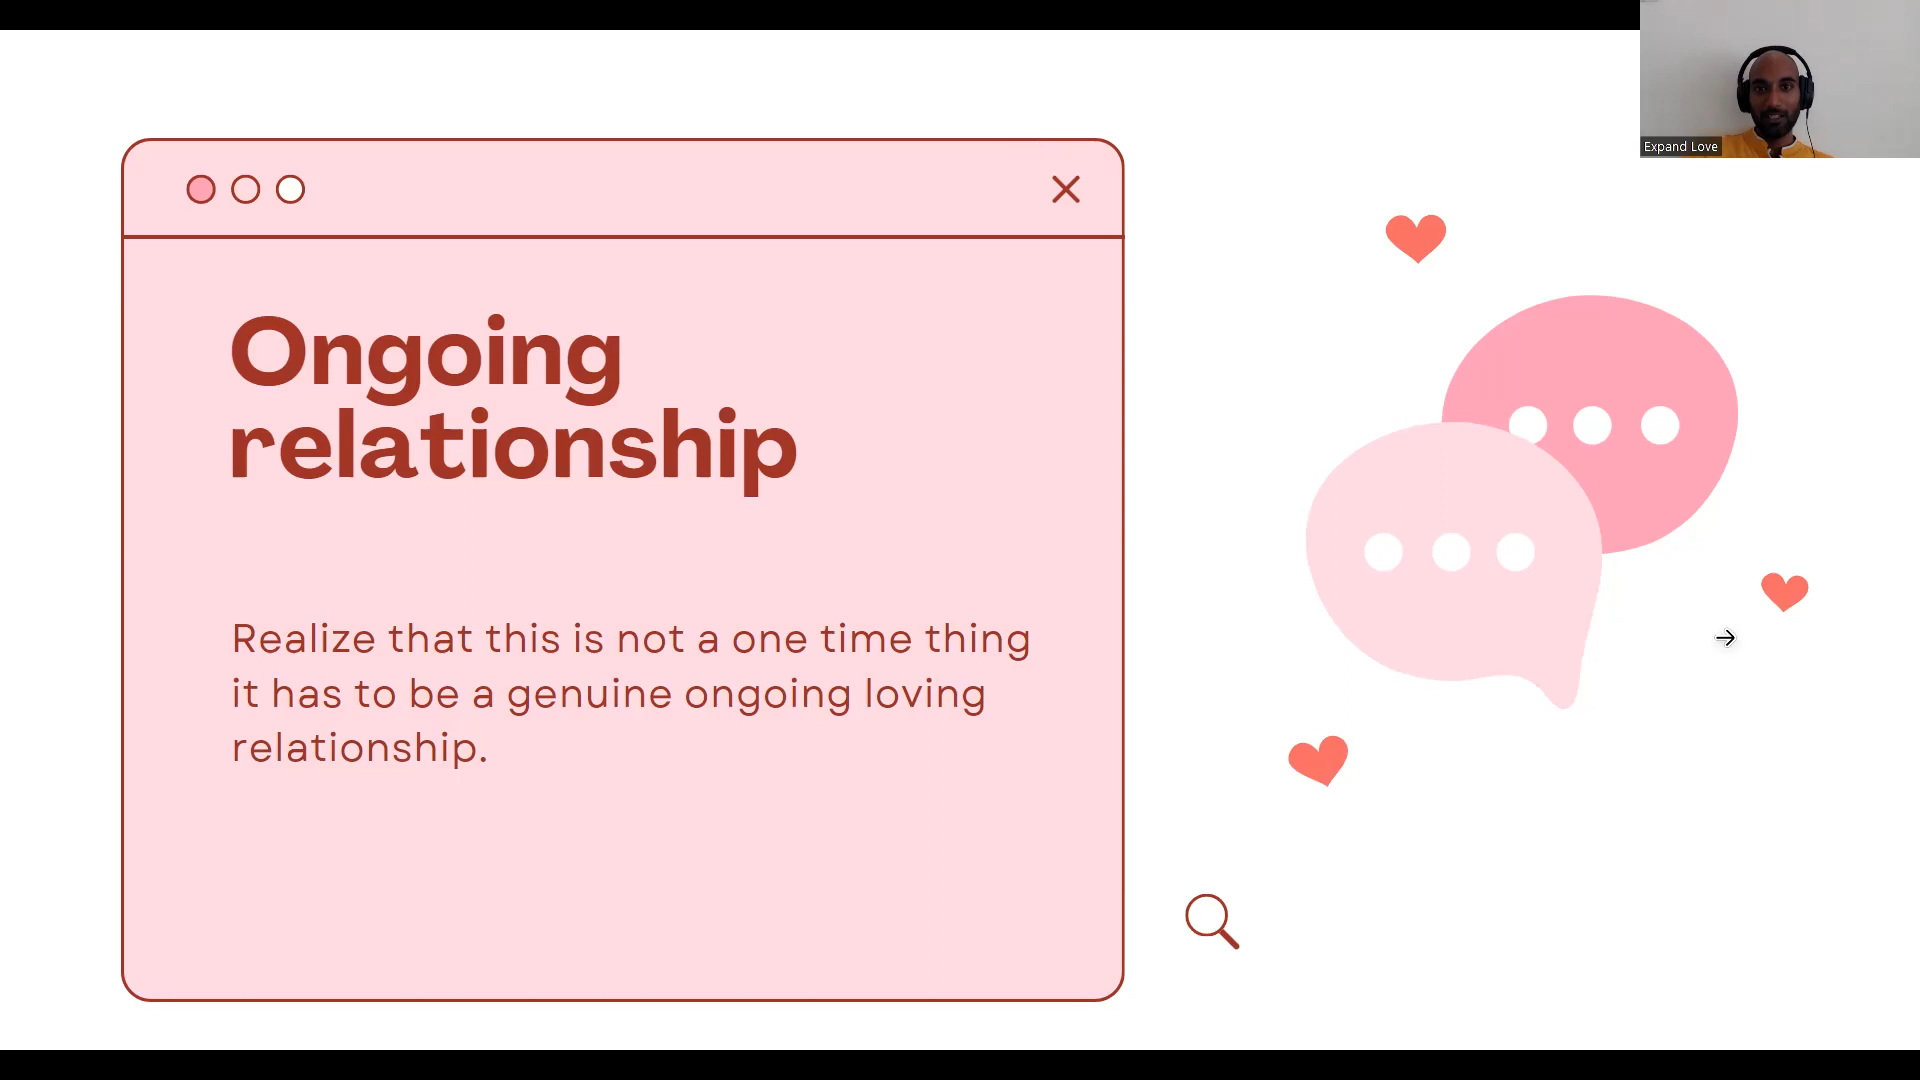 Expand Love
Ongoing
relationship
Realize that this is not a one time thing
it has to be a genuine ongoing loving
relationship.